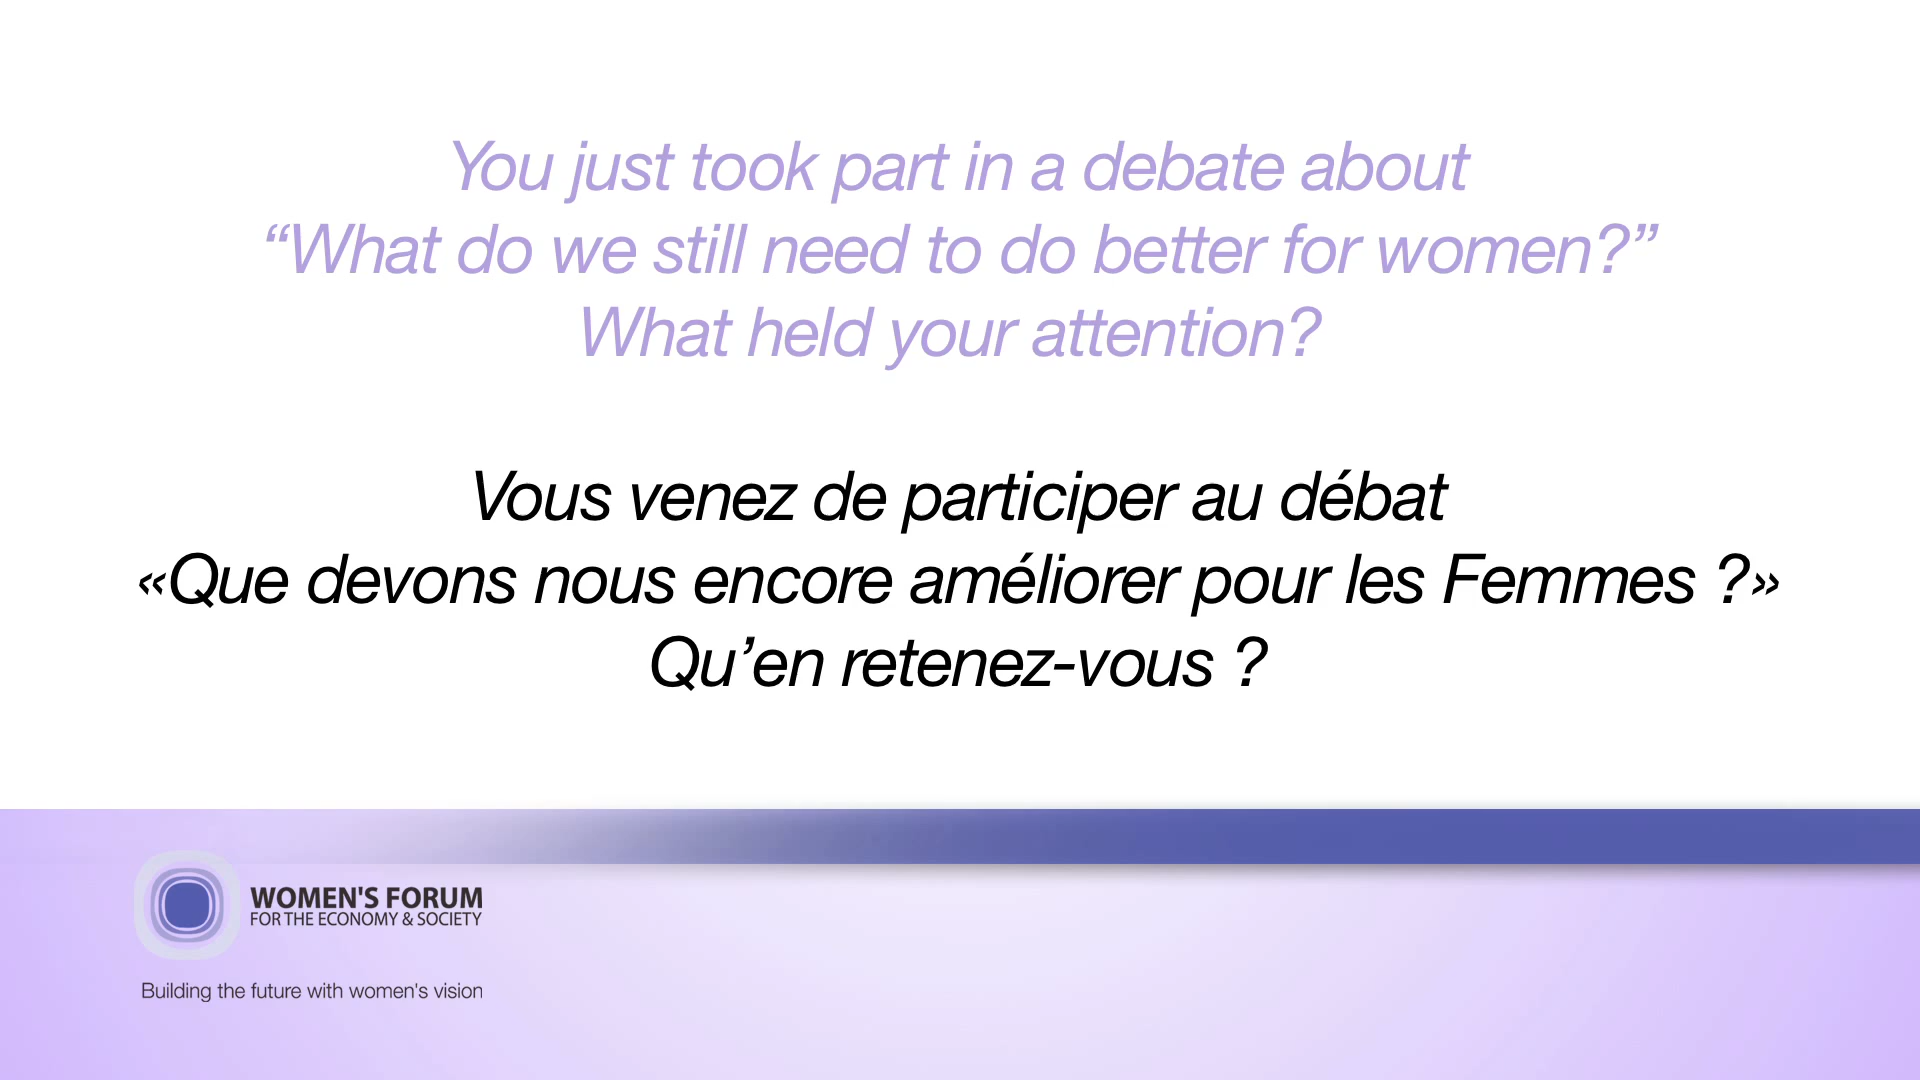 You just took part in a debate about
“What do we still need to do better for women?”
What held your attention?
Vous venez de participer au débat
«Que devons nous encore améliorer pour les Femmes ?»
Qu’en retenez-vous ?
WOMEN'S FORUM
FOR THE ECONOMY & SOCIETY
Building the future with women's vision